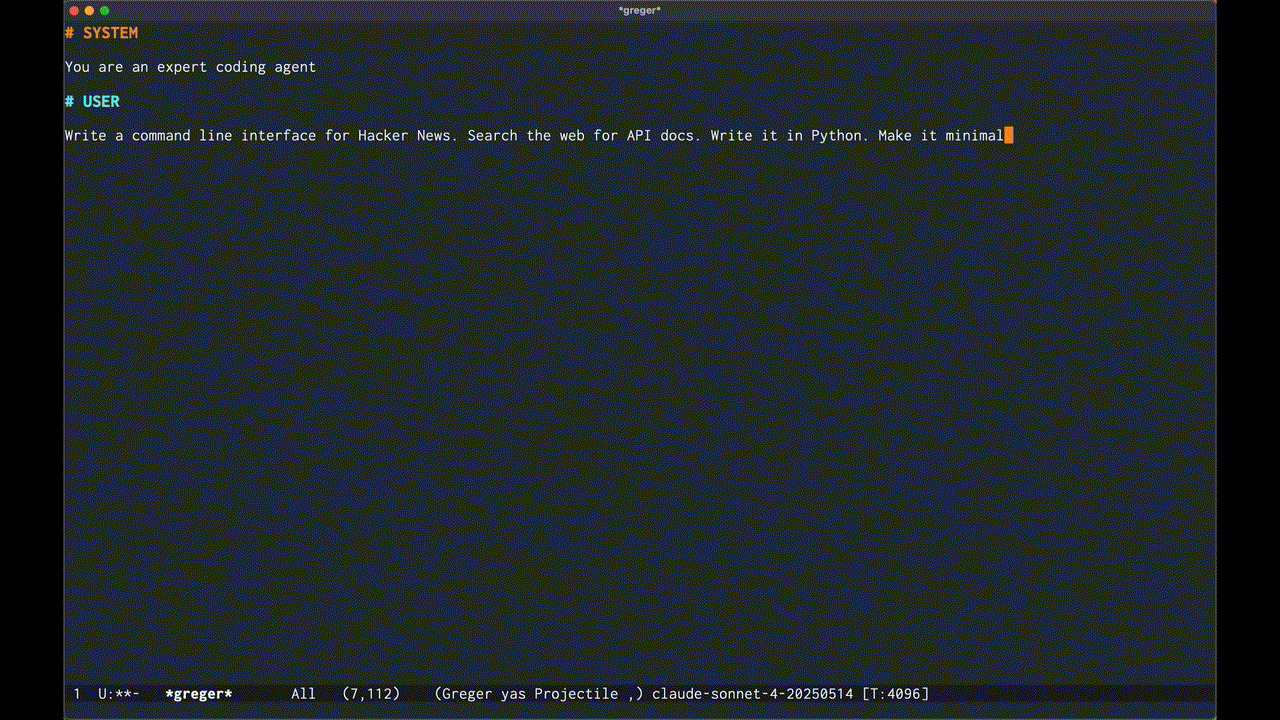 *greger*
# SYSTEM
You are an expert coding agent
# USER
Write a command line interface for Hacker News. Search the web for API docs. Write it in Python. Make it minimal
1 U:**- *greger* All (7,112) (Greger yas Projectile ,) claude-sonnet-4-20250514 [T:4096]